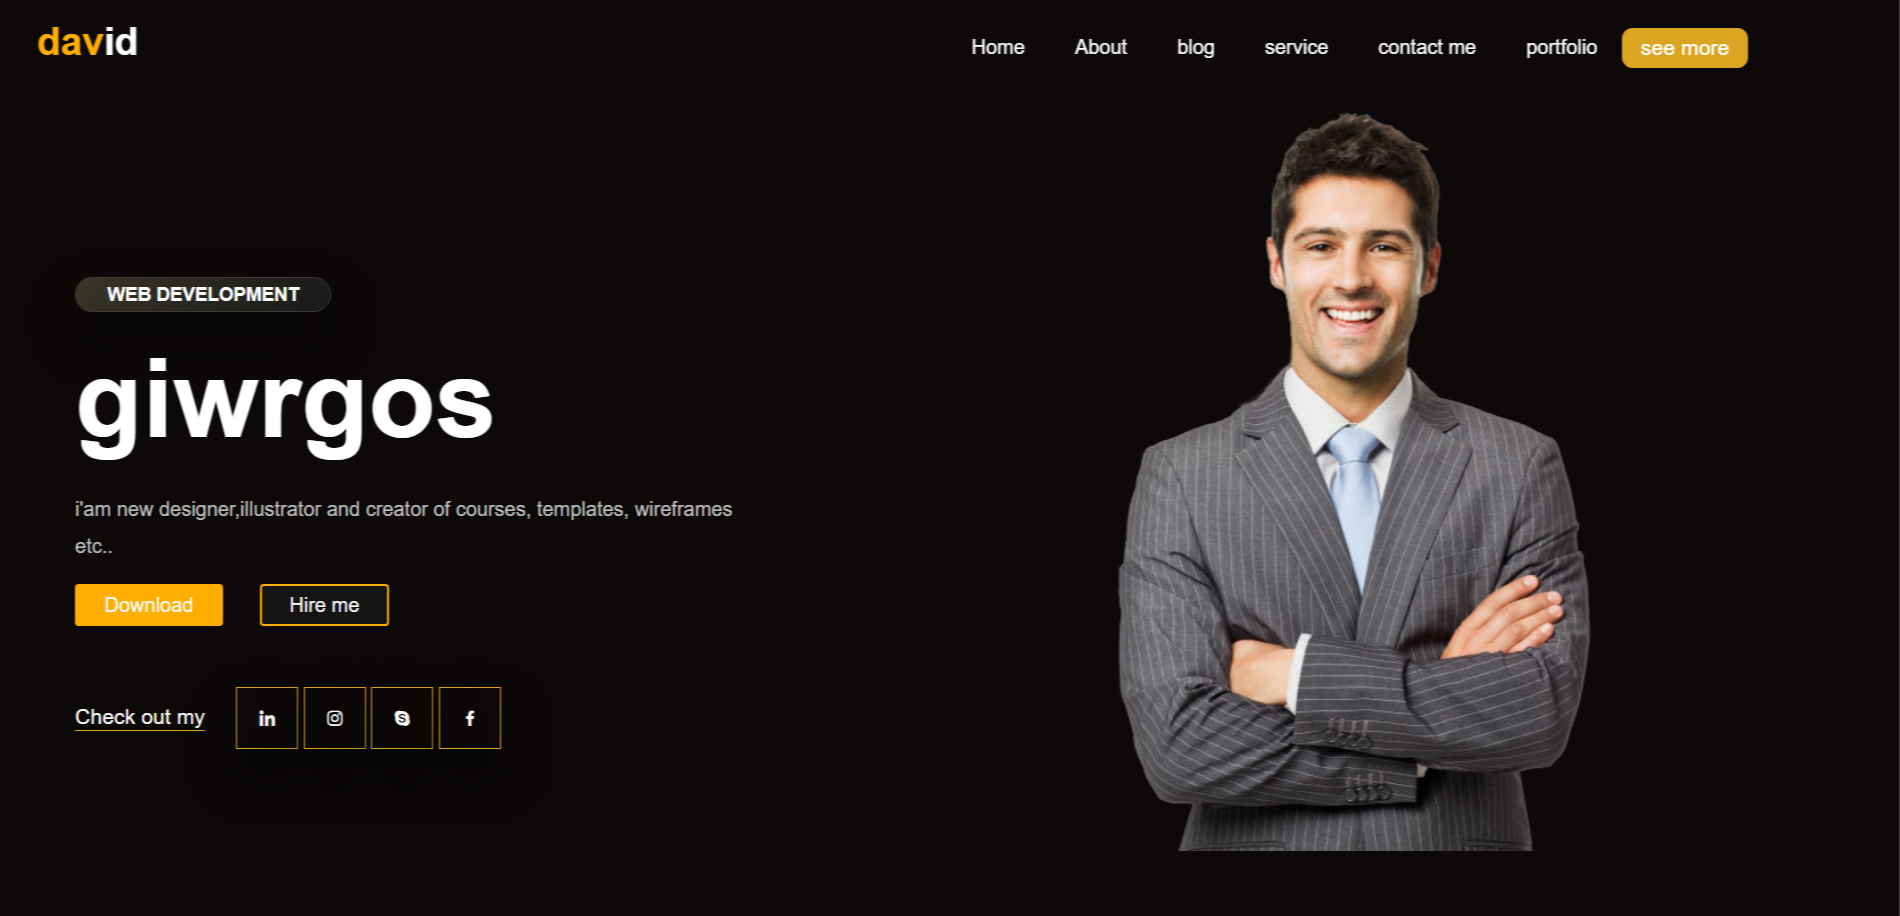 david
Home About blog service contact me portfolio see more
WEB DEVELOPMENT
giwrgos
i'am new designer,illustrator and creator of courses, templates, wireframes
etc..
Download Hire me
Check out my in f